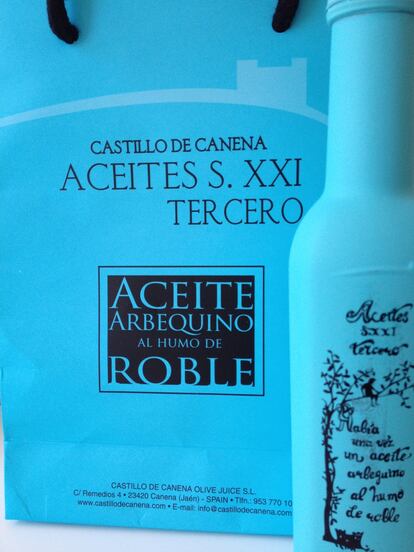 CASTILLO DE CANENA
ACEITES S. XXI
TERCERO
ACEITE
ARBEQUINO
AL HUMO DE
ROBLE
CASTILLO DE CANENA OLIVE JUICE S.L.
C/ Remedios 4 • 23420 Canena (Jaén) - SPAIN • Tlfn.: 953 770 10
www.castillodecanena.com • E-mail: info@castillodecanena.com
Aceites
S.XXI
tercero
Había
una vez
un aceite
arbequino
al humo
de roble